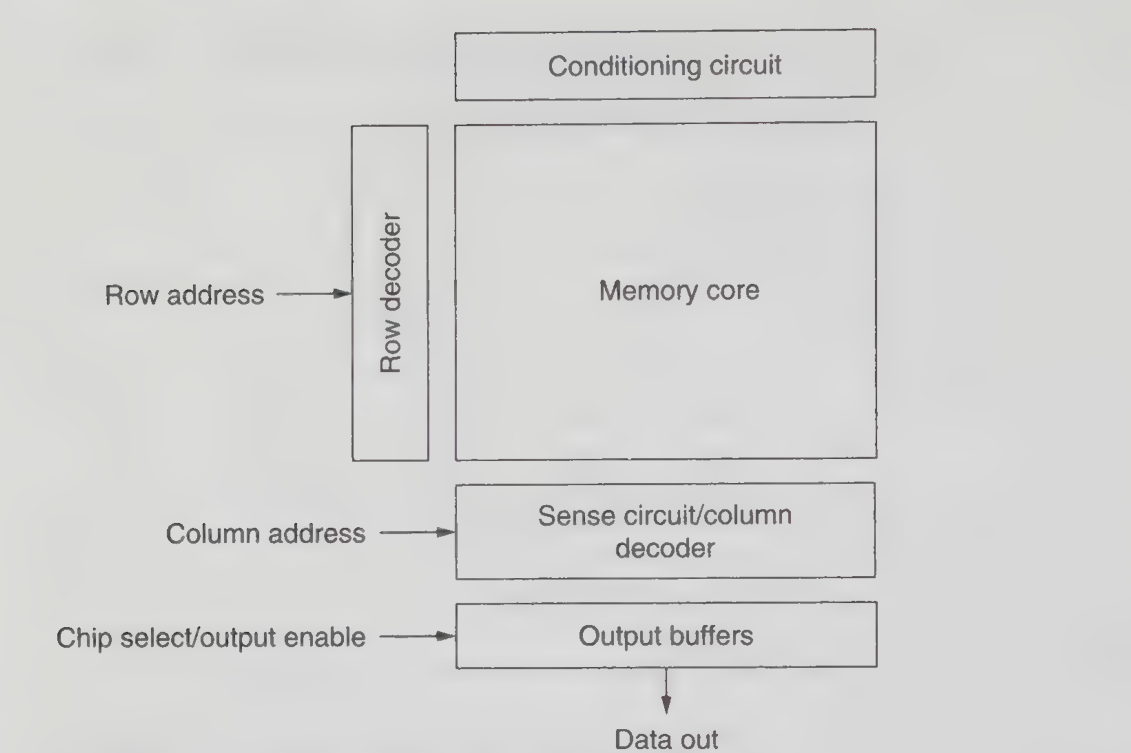 Conditioning circuit
Row decoder
Row address
Memory core
Column address
Sense circuit/column
decoder
Chip select/output enable
Output buffers
Data out